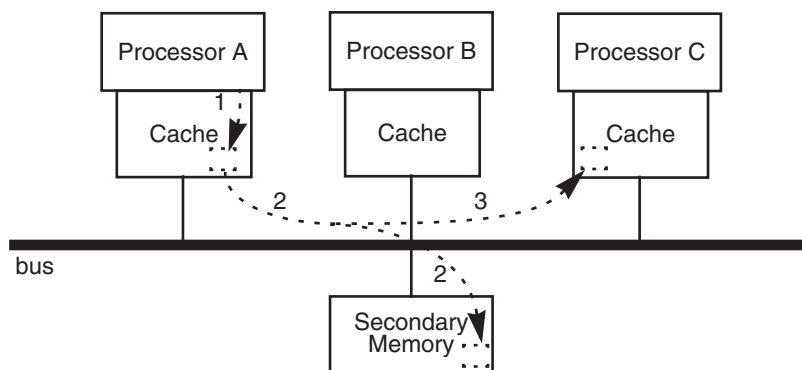 Processor A
Processor B
Processor C
1
Cache
Cache
Cache
2
3
bus
2
Secondary
Memory